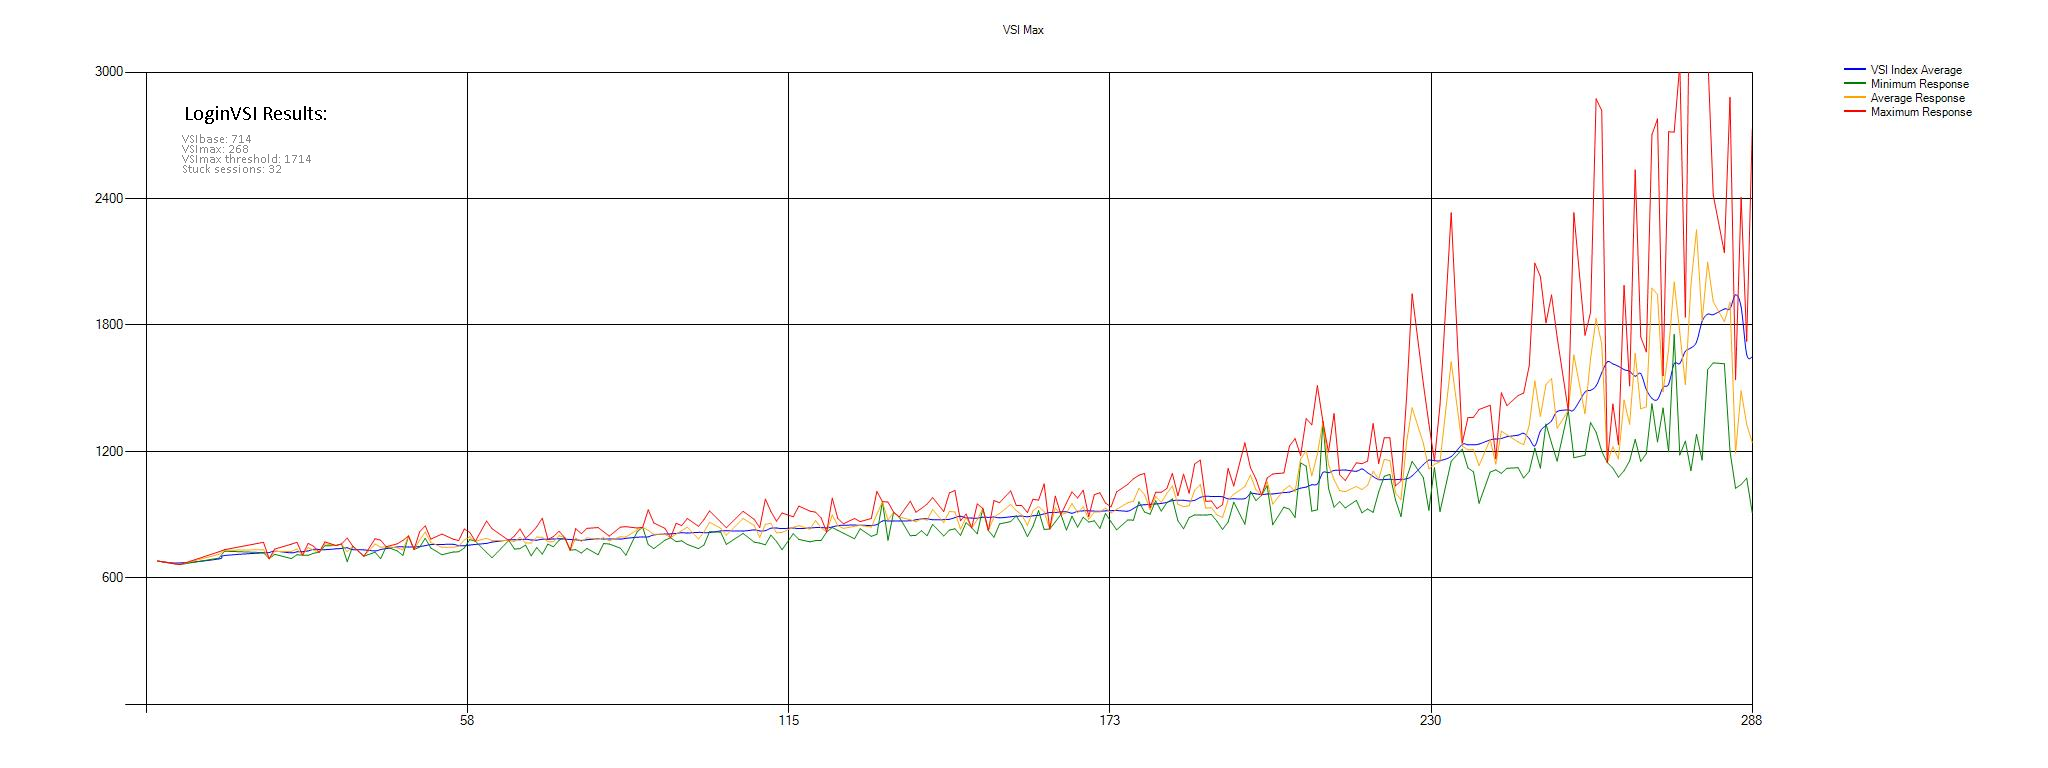 VSI Max
3000
2400
1800
1200
600
LoginVSI Results:
VSIbase: 714
VSImax: 268
VSImax threshold: 1714
Stuck sessions: 32
VSI Index Average
Minimum Response
Average Response
Maximum Response
58
115
173
230
288